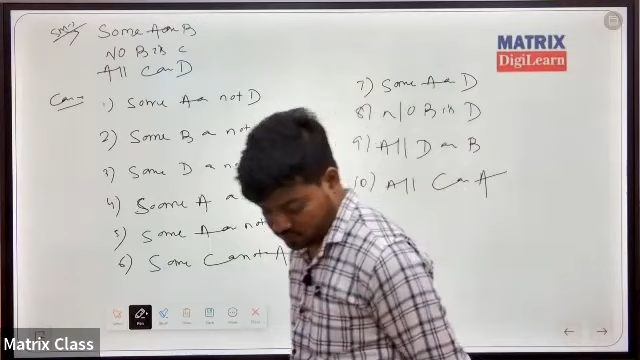 Some A are B
No B is C
All C are D
1) Some A are not D
2) Some B are not
3) Some D are not
4) Some A are
5) Some A are not
6) Some C are not A
7) Some A are D
8) No B is D
9) All D are B
10) All C are A
MATRIX
DigiLearn
Matrix Class